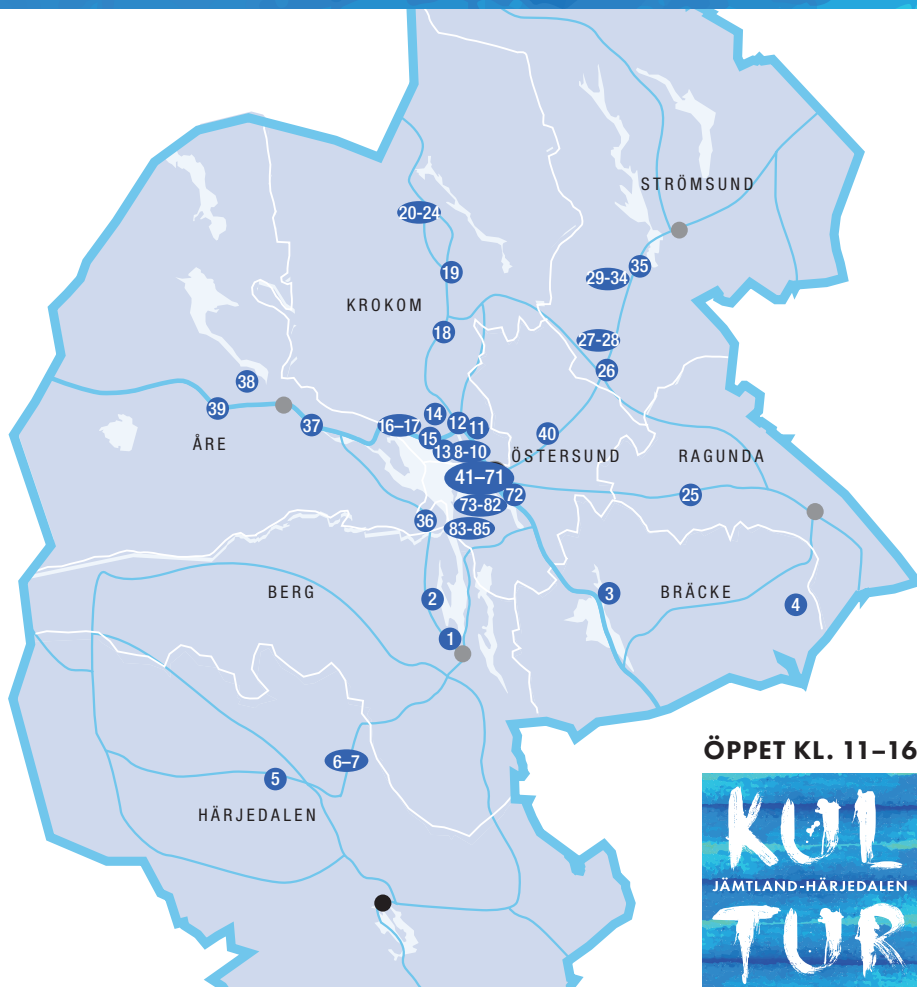 STRÖMSUND
20-24
35
19
29-34
KROKOM
18
27-28
26
38
39
37
14
16–17
12
11
15
40
ÅRE
13
8-10
ÖSTERSUND
RAGUNDA
41–71
72
25
73-82
36
83-85
BERG
2
3
BRÄCKE
4
1
ÖPPET KL. 11–16
6–7
5
HÄRJEDALEN
KUL
JÄMTLAND-HÄRJEDALEN
TUR